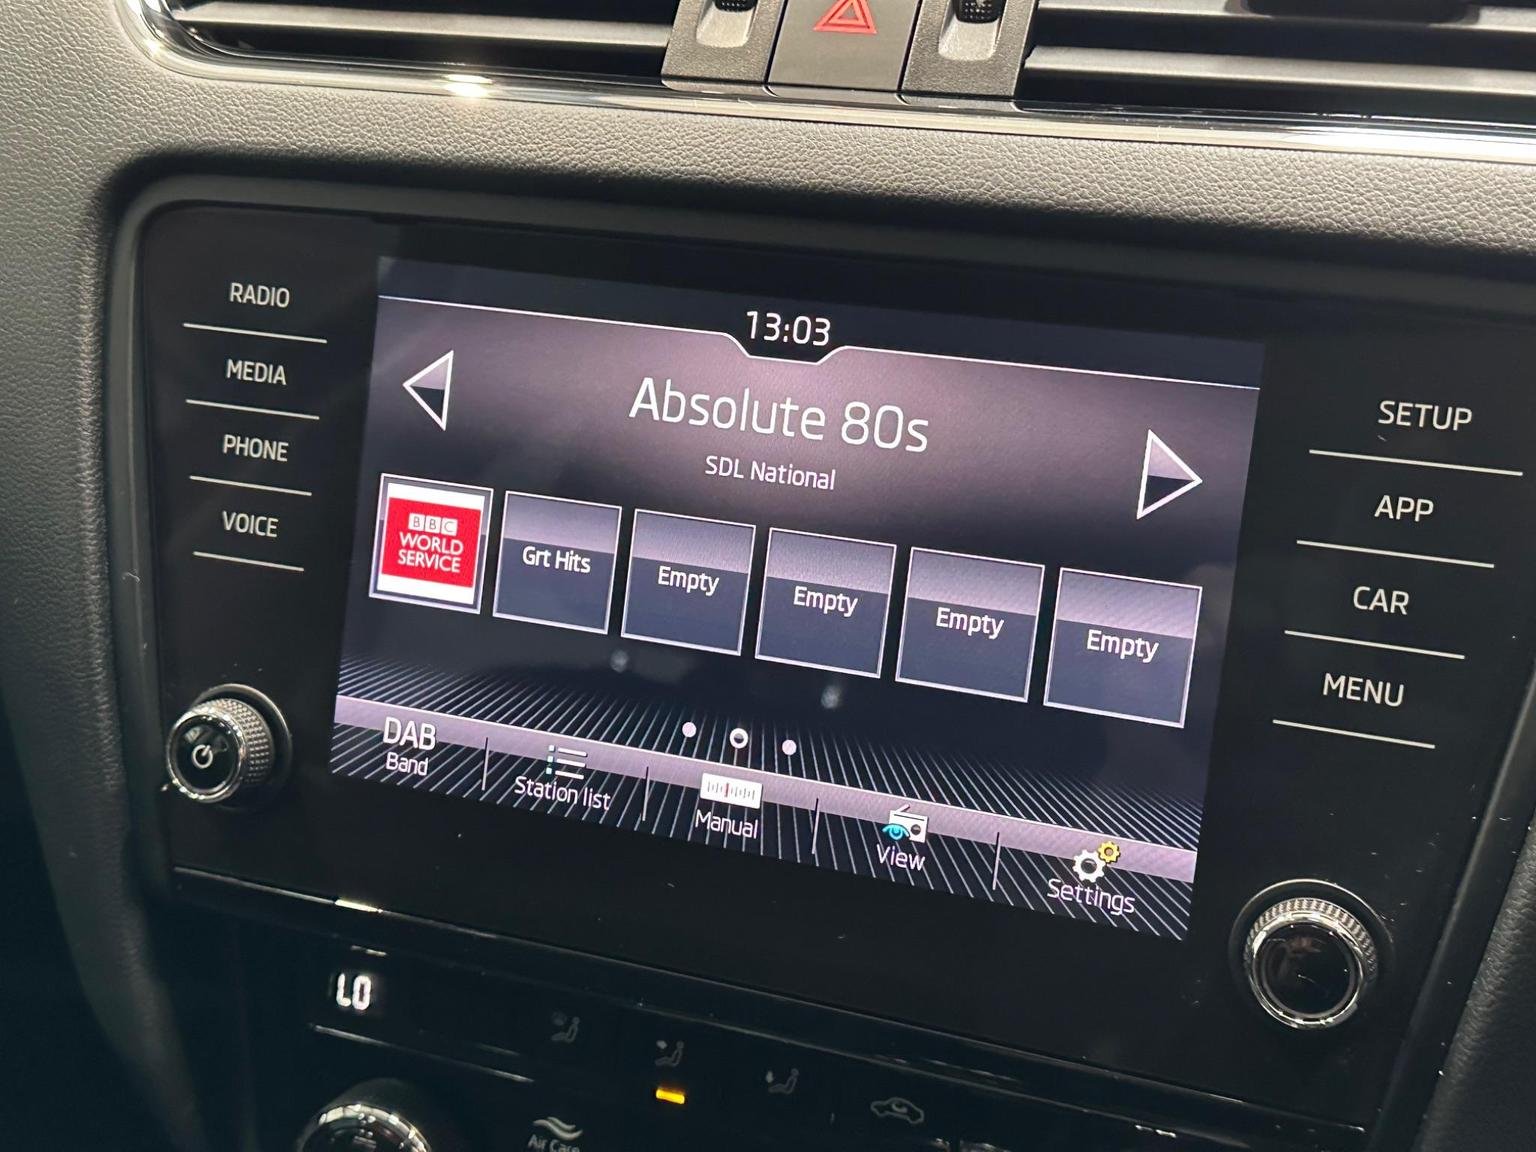 RADIO
MEDIA
PHONE
VOICE
13:03
Absolute 80s
SDL National
BBC
WORLD
SERVICE
Grt Hits
Empty
Empty
Empty
Empty
DAB
Band
Station list
Manual
View
Settings
SETUP
APP
CAR
MENU
LO
Air Care